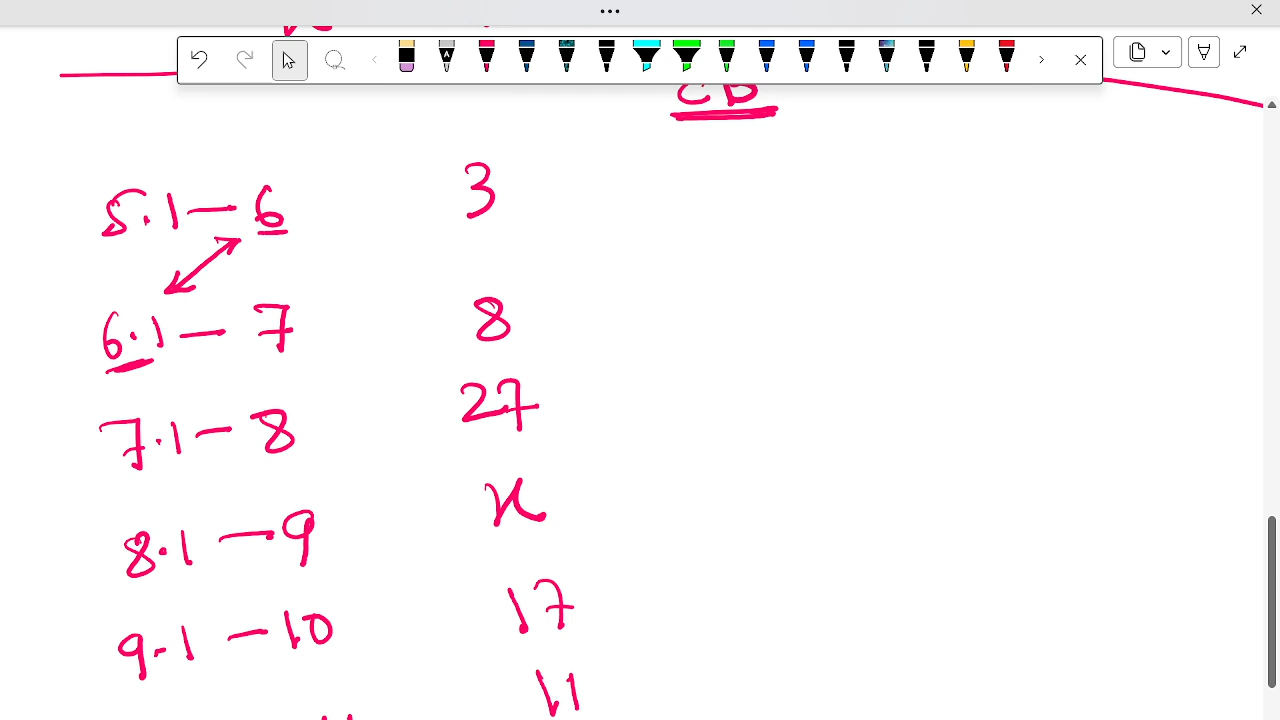 CB
5.1 — 6 3
6.1 — 7 8
7.1 — 8 27
8.1 — 9 x
9.1 — 10 17
11